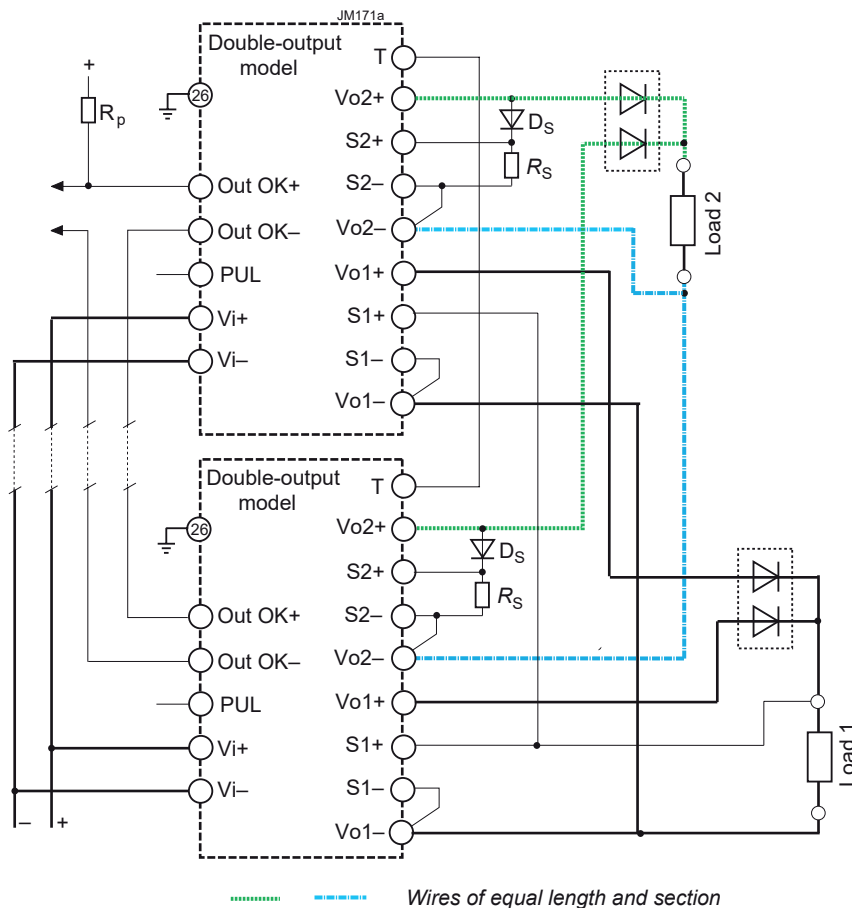 JM171a
Double-output
model
26
+
Rp
Out OK+
Out OK–
PUL
Vi+
Vi–
T
Vo2+
S2+
S2–
Vo2–
Vo1+
S1+
S1–
Vo1–
DS
RS
Load 2
Double-output
model
26
Out OK+
Out OK–
PUL
Vi+
Vi–
T
Vo2+
S2+
S2–
Vo2–
Vo1+
S1+
S1–
Vo1–
DS
RS
Load 1
– +
Wires of equal length and section